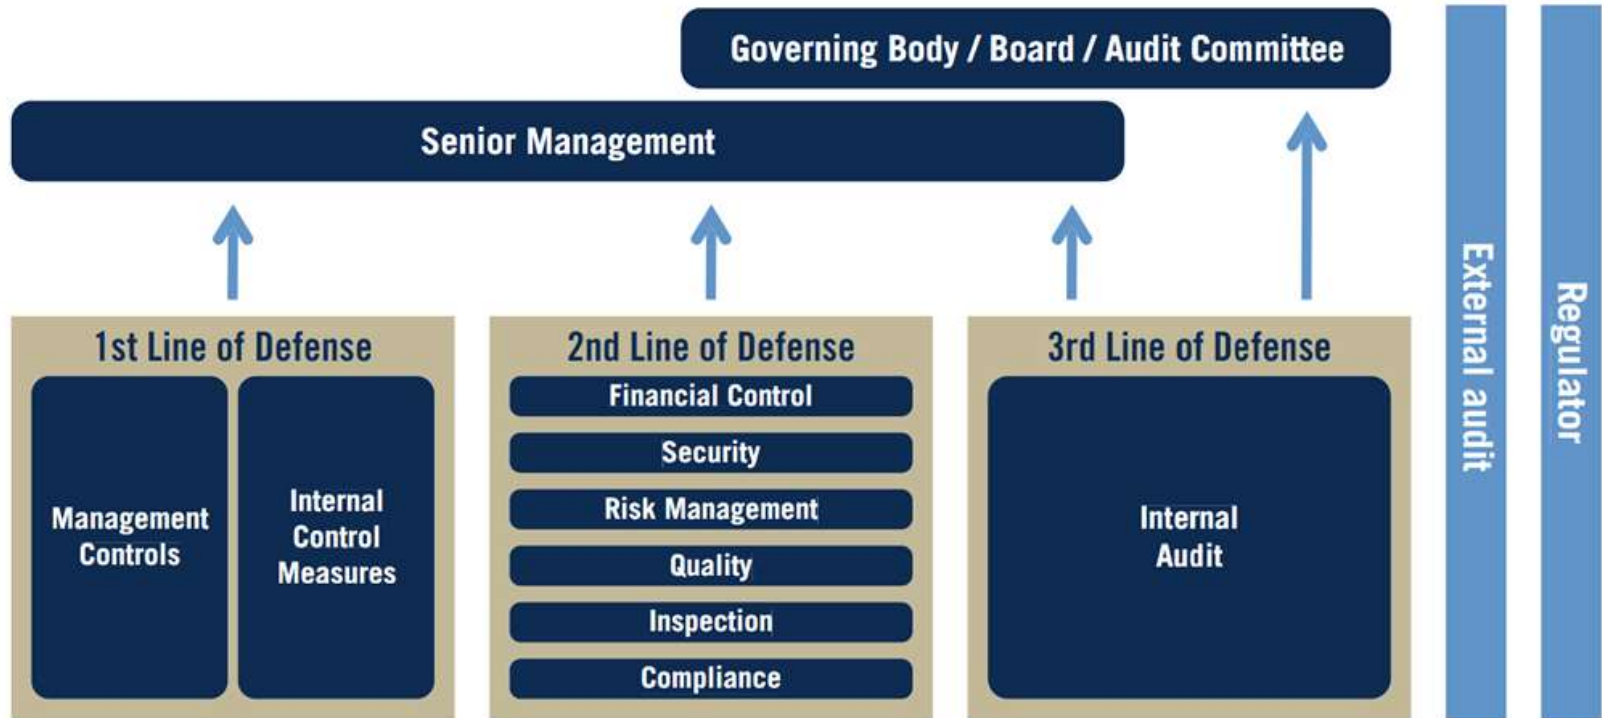 Governing Body / Board / Audit Committee
Senior Management
1st Line of Defense
Management
Controls
Internal
Control
Measures
2nd Line of Defense
Financial Control
Security
Risk Management
Quality
Inspection
Compliance
3rd Line of Defense
Internal
Audit
External audit
Regulator